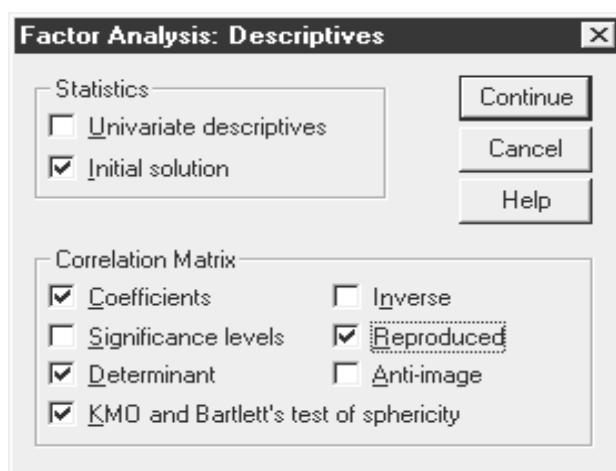 Factor Analysis: Descriptives
Statistics
Univariate descriptives
Initial solution
Continue
Cancel
Help
Correlation Matrix
Coefficients
Inverse
Significance levels
Reproduced
Determinant
Anti-image
KMO and Bartlett's test of sphericity